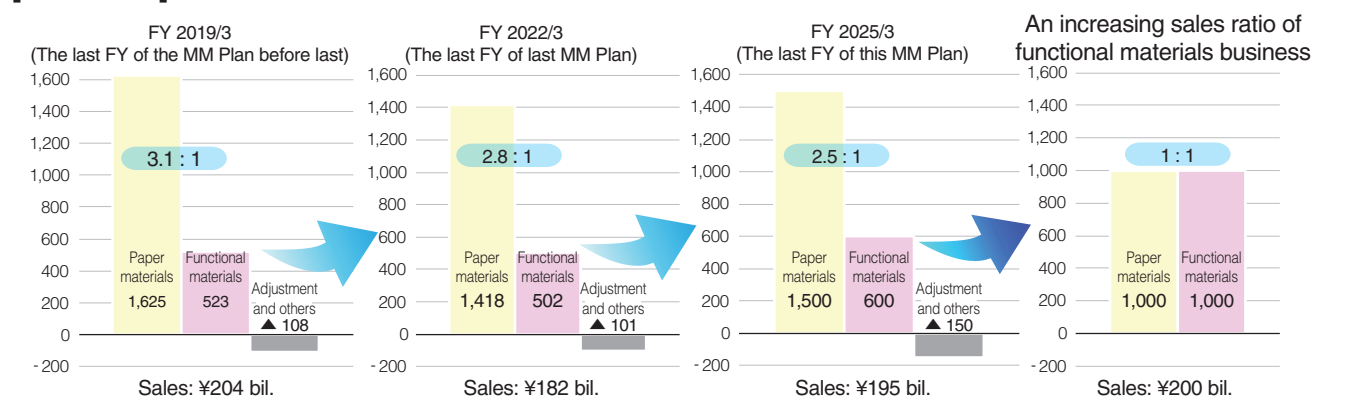 FY 2019/3
(The last FY of the MM Plan before last)
1,600
1,400
1,200
1,000
800
600
400
200
0
-200
3.1 : 1
Paper
materials
1,625
Functional
materials
523
Adjustment
and others
▲ 108
Sales: ¥204 bil.
FY 2022/3
(The last FY of last MM Plan)
1,600
1,400
1,200
1,000
800
600
400
200
0
-200
2.8 : 1
Paper
materials
1,418
Functional
materials
502
Adjustment
and others
▲ 101
Sales: ¥182 bil.
FY 2025/3
(The last FY of this MM Plan)
1,600
1,400
1,200
1,000
800
600
400
200
0
-200
2.5 : 1
Paper
materials
1,500
Functional
materials
600
Adjustment
and others
▲ 150
Sales: ¥195 bil.
An increasing sales ratio of
functional materials business
1,600
1,400
1,200
1,000
800
600
400
200
0
-200
1 : 1
Paper
materials
1,000
Functional
materials
1,000
Sales: ¥200 bil.